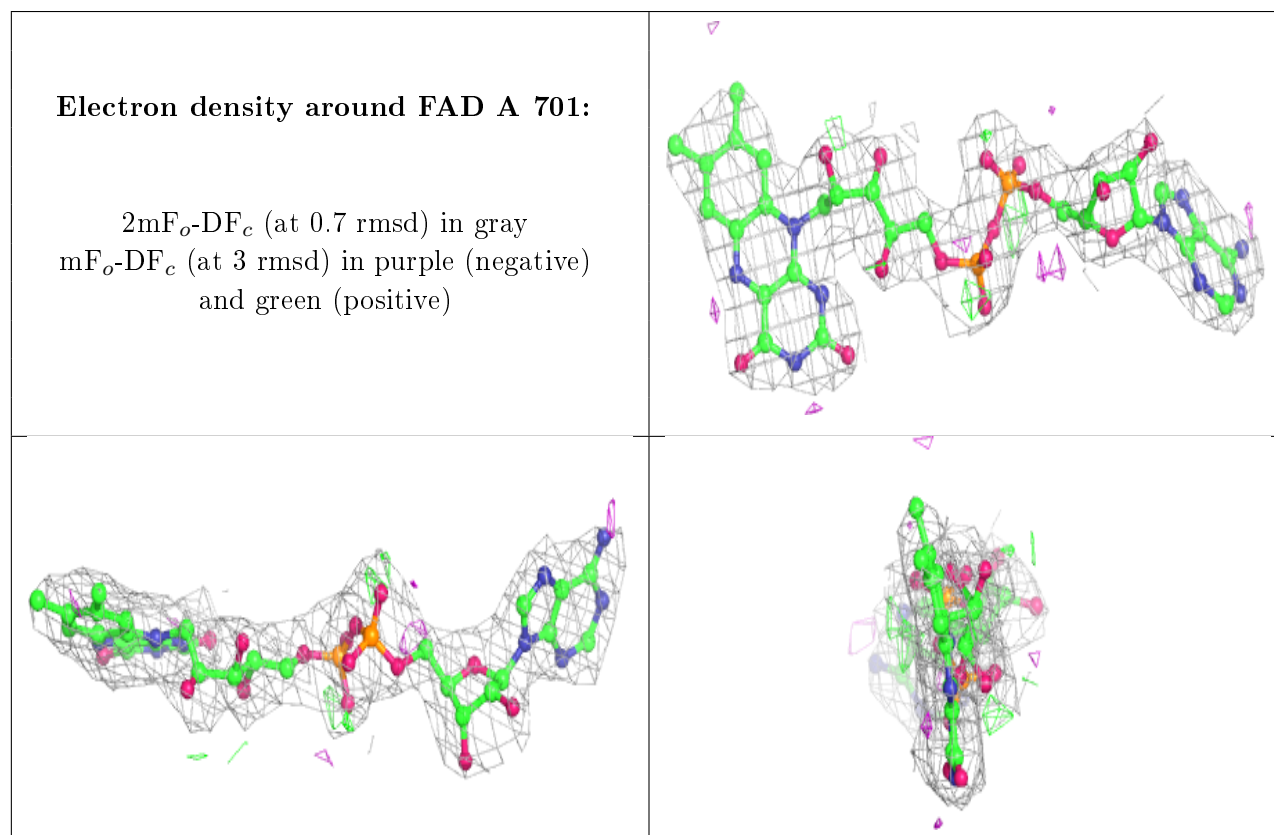 Electron density around FAD A 701:
2mFo-DFc (at 0.7 rmsd) in gray
mFo-DFc (at 3 rmsd) in purple (negative)
and green (positive)